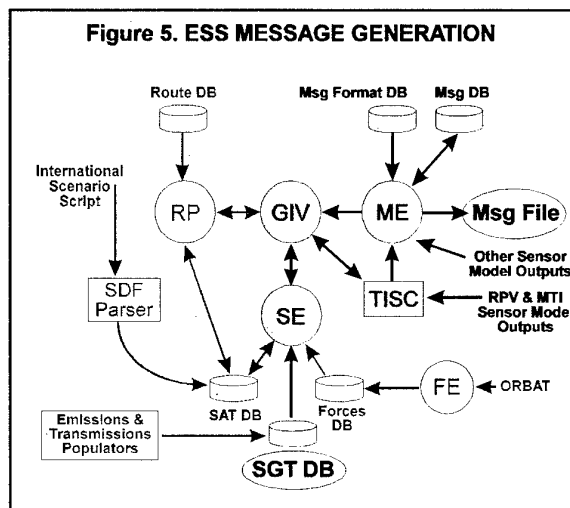 Figure 5. ESS MESSAGE GENERATION
Route DB
Msg Format DB
Msg DB
International
Scenario
Script
RP
GIV
ME
Msg File
Other Sensor
Model Outputs
SDF
Parser
TISC
RPV & MTI
Sensor Model
Outputs
SE
SAT DB
Forces
DB
FE
ORBAT
Emissions &
Transmissions
Populators
SGT DB